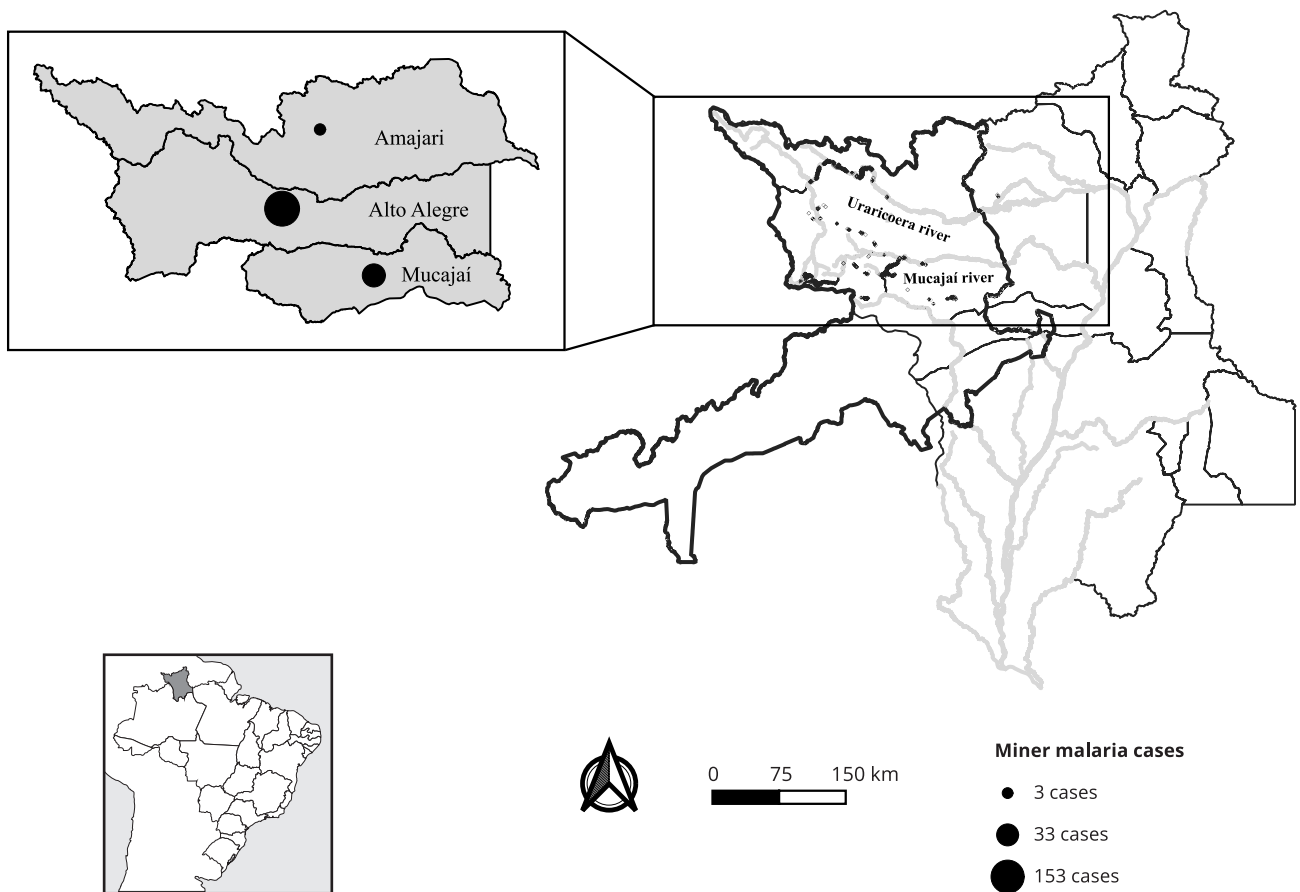 Amajari
Alto Alegre
Mucajaí
Uraricoera river
Mucajaí river
0 75 150 km
Miner malaria cases
3 cases
33 cases
153 cases